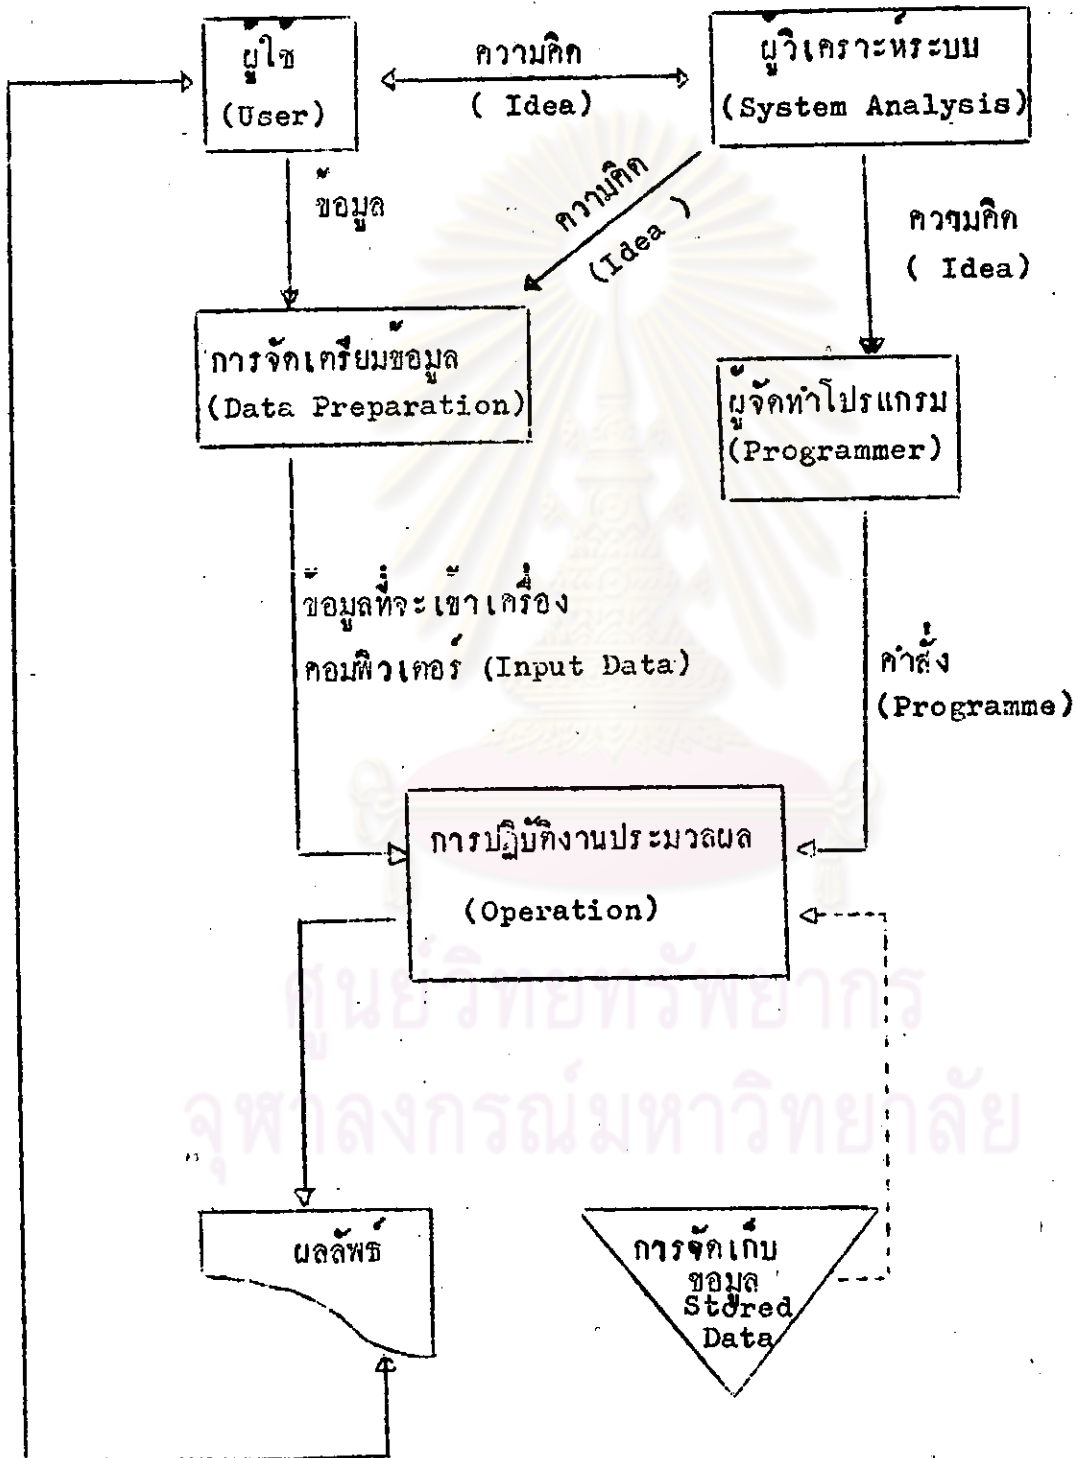 ผู้ใช้
(User)
ความคิด
( Idea)
ผู้วิเคราะห์ระบบ
(System Analysis)
ข้อมูล
ความคิด
(Idea )
ความคิด
( Idea)
การจัดเตรียมข้อมูล
(Data Preparation)
ผู้จัดทำโปรแกรม
(Programmer)
ข้อมูลที่จะเข้าเครื่อง
คอมพิวเตอร์ (Input Data)
คำสั่ง
(Programme)
การปฏิบัติงานประมวลผล
(Operation)
ศูนย์วิทยทรัพยากร
จุฬาลงกรณ์มหาวิทยาลัย
ผลลัพธ์
การจัดเก็บ
ข้อมูล
Stored
Data